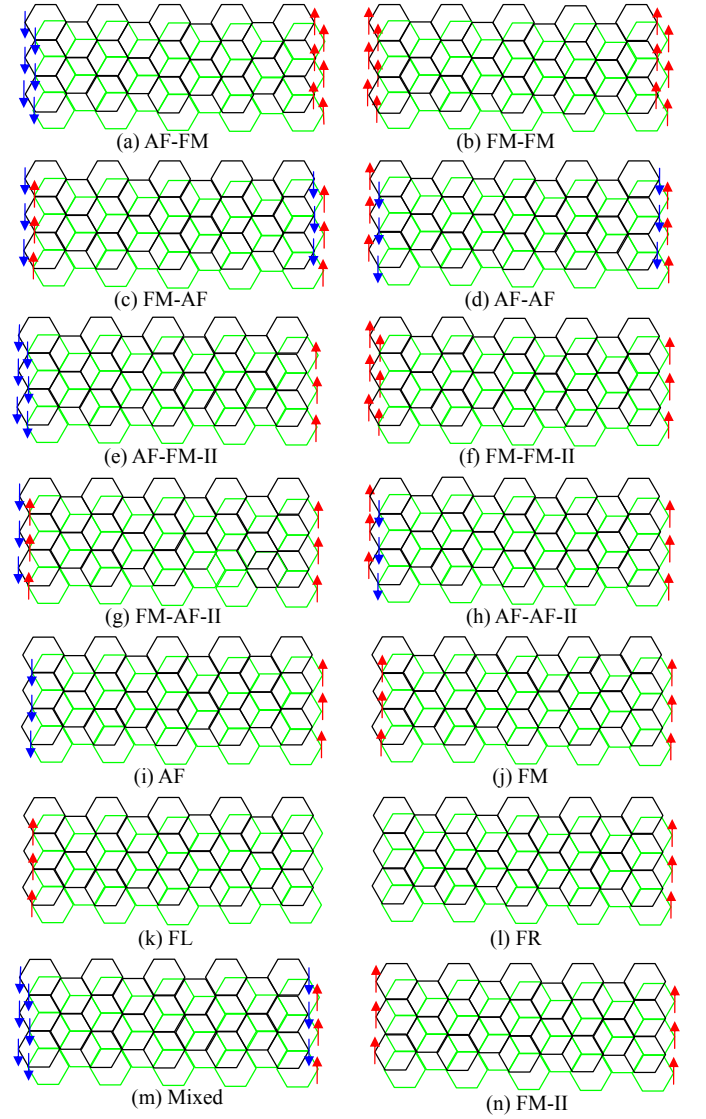 (a) AF-FM
(b) FM-FM
(c) FM-AF
(d) AF-AF
(e) AF-FM-II
(f) FM-FM-II
(g) FM-AF-II
(h) AF-AF-II
(i) AF
(j) FM
(k) FL
(l) FR
(m) Mixed
(n) FM-II